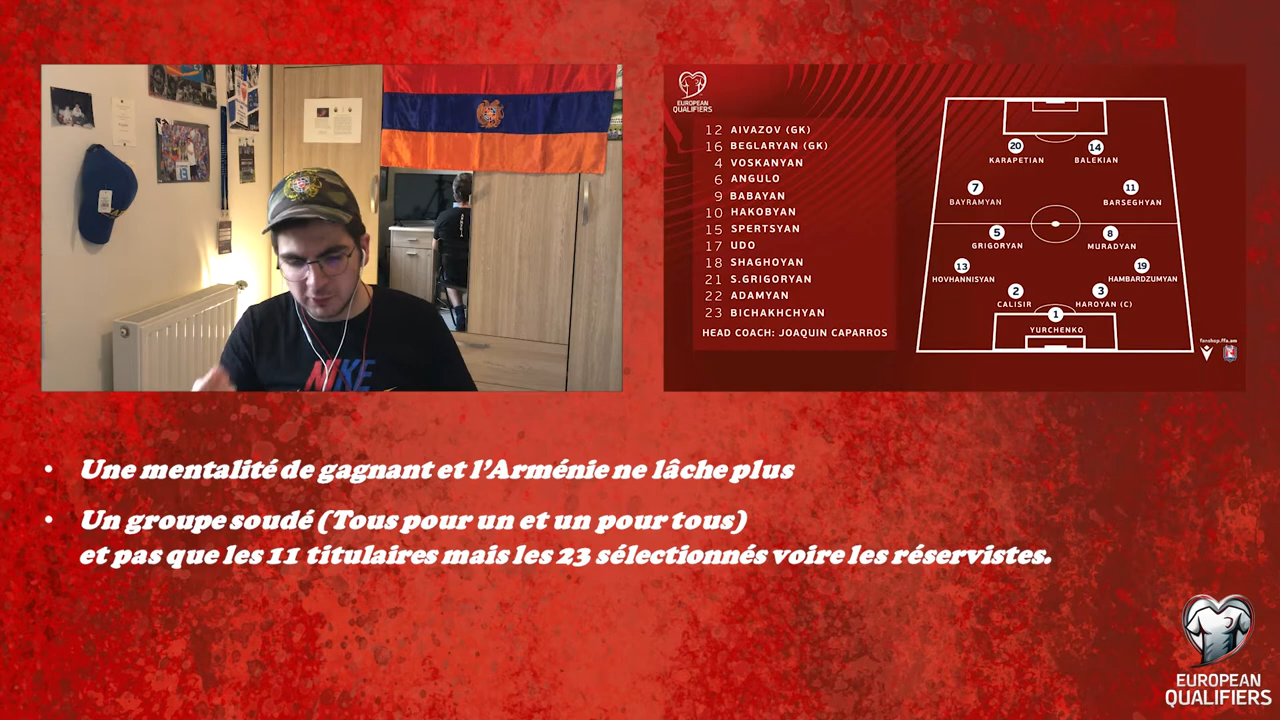 EUROPEAN
QUALIFIERS
12 AIVAZOV (GK)
16 BEGLARYAN (GK)
4 VOSKANYAN
6 ANGULO
9 BABAYAN
10 HAKOBYAN
15 SPERTSYAN
17 UDO
18 SHAGHOYAN
21 S.GRIGORYAN
22 ADAMYAN
23 BICHAKHCHYAN
HEAD COACH: JOAQUIN CAPARROS
20 14
KARAPETIAN BALEKIAN
7 11
BAYRAMYAN BARSEGHYAN
5 8
GRIGORYAN MURADYAN
13 19
HOVHANNISYAN HAMBARDZUMYAN
2 3
CALISIR HAROYAN (C)
1
YURCHENKO
fanshop.ffa.am
NIKE
• Une mentalité de gagnant et l'Arménie ne lâche plus
• Un groupe soudé (Tous pour un et un pour tous)
et pas que les 11 titulaires mais les 23 sélectionnés voire les réservistes.
EUROPEAN
QUALIFIERS